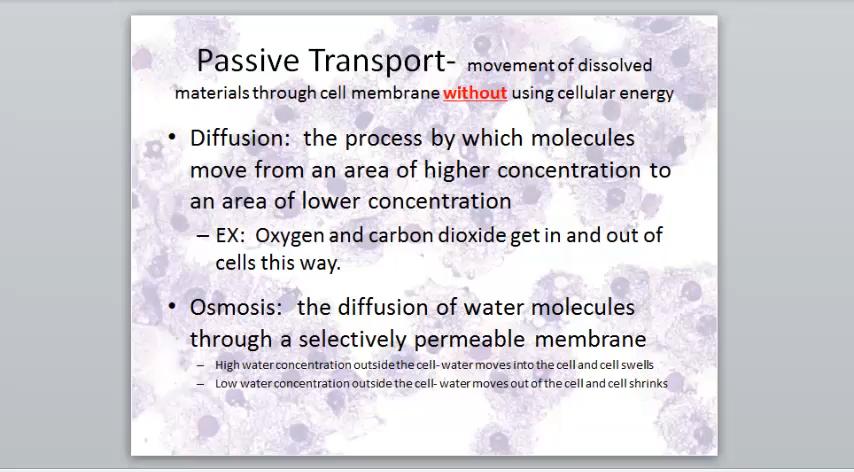 Passive Transport- movement of dissolved
materials through cell membrane without using cellular energy
• Diffusion: the process by which molecules
move from an area of higher concentration to
an area of lower concentration
– EX: Oxygen and carbon dioxide get in and out of
cells this way.
• Osmosis: the diffusion of water molecules
through a selectively permeable membrane
– High water concentration outside the cell- water moves into the cell and cell swells
– Low water concentration outside the cell- water moves out of the cell and cell shrinks